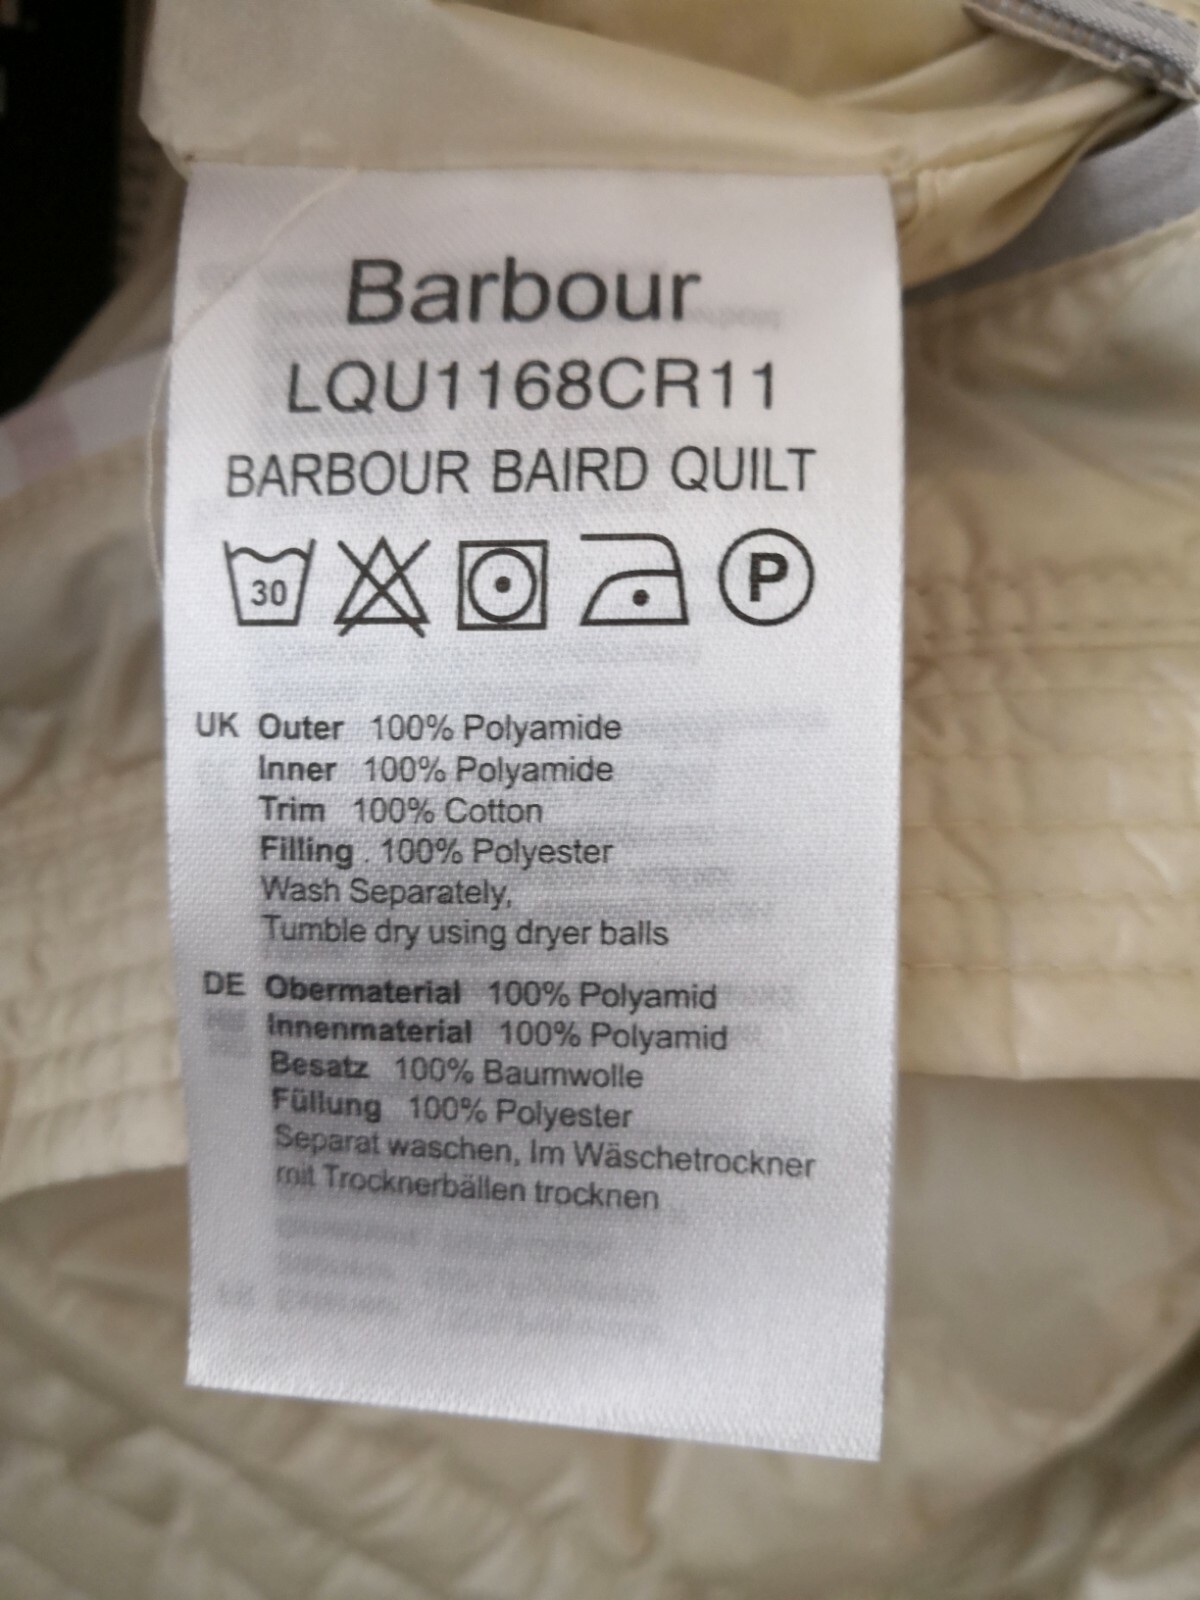 Barbour
LQU1168CR11
BARBOUR BAIRD QUILT
30 P
UK Outer 100% Polyamide
Inner 100% Polyamide
Trim 100% Cotton
Filling . 100% Polyester
Wash Separately,
Tumble dry using dryer balls
DE Obermaterial 100% Polyamid
Innenmaterial 100% Polyamid
Besatz 100% Baumwolle
Füllung 100% Polyester
Separat waschen, Im Wäschetrockner
mit Trocknerbällen trocknen